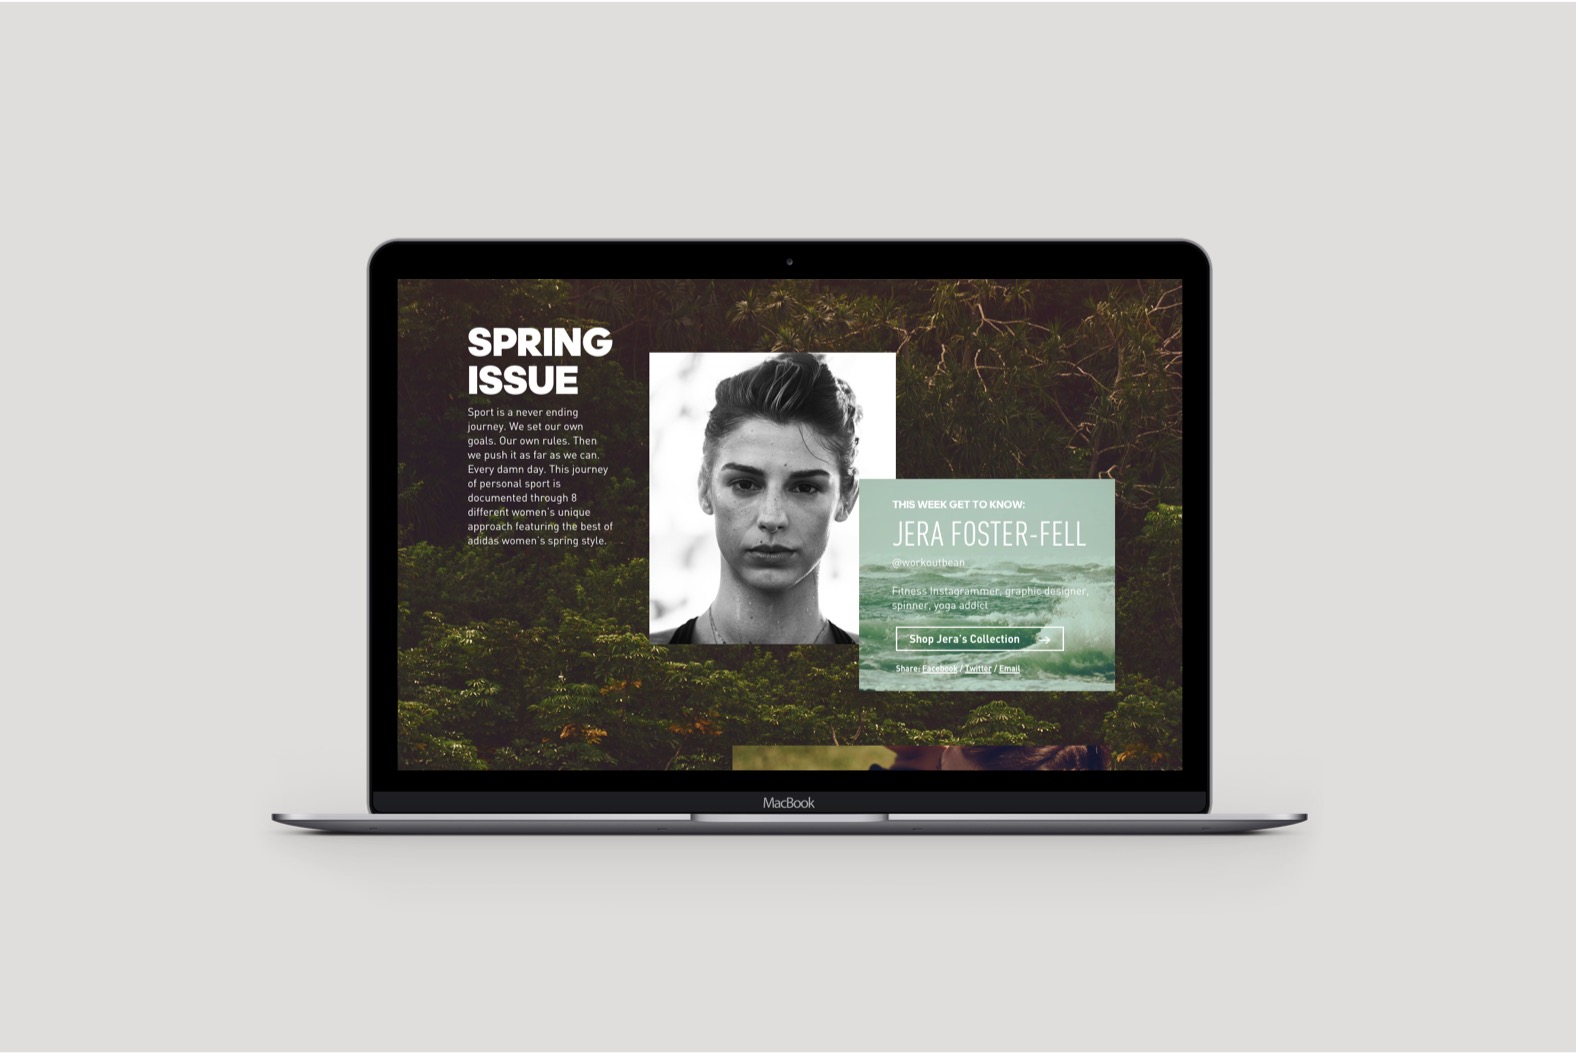 SPRING
ISSUE
Sport is a never ending
journey. We set our own
goals. Our own rules. Then
we push it as far as we can.
Every damn day. This journey
of personal sport is
documented through 8
different women's unique
approach featuring the best of
adidas women's spring style.
THIS WEEK GET TO KNOW:
JERA FOSTER-FELL
@workoutbean
Fitness Instagrammer, graphic designer,
spinner, yoga addict
Shop Jera's Collection →
Share: Facebook / Twitter / Email
MacBook